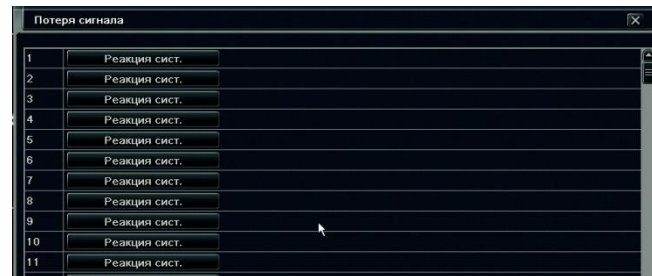 Потеря сигнала
1 Реакция сист.
2 Реакция сист.
3 Реакция сист.
4 Реакция сист.
5 Реакция сист.
6 Реакция сист.
7 Реакция сист.
8 Реакция сист.
9 Реакция сист.
10 Реакция сист.
11 Реакция сист.